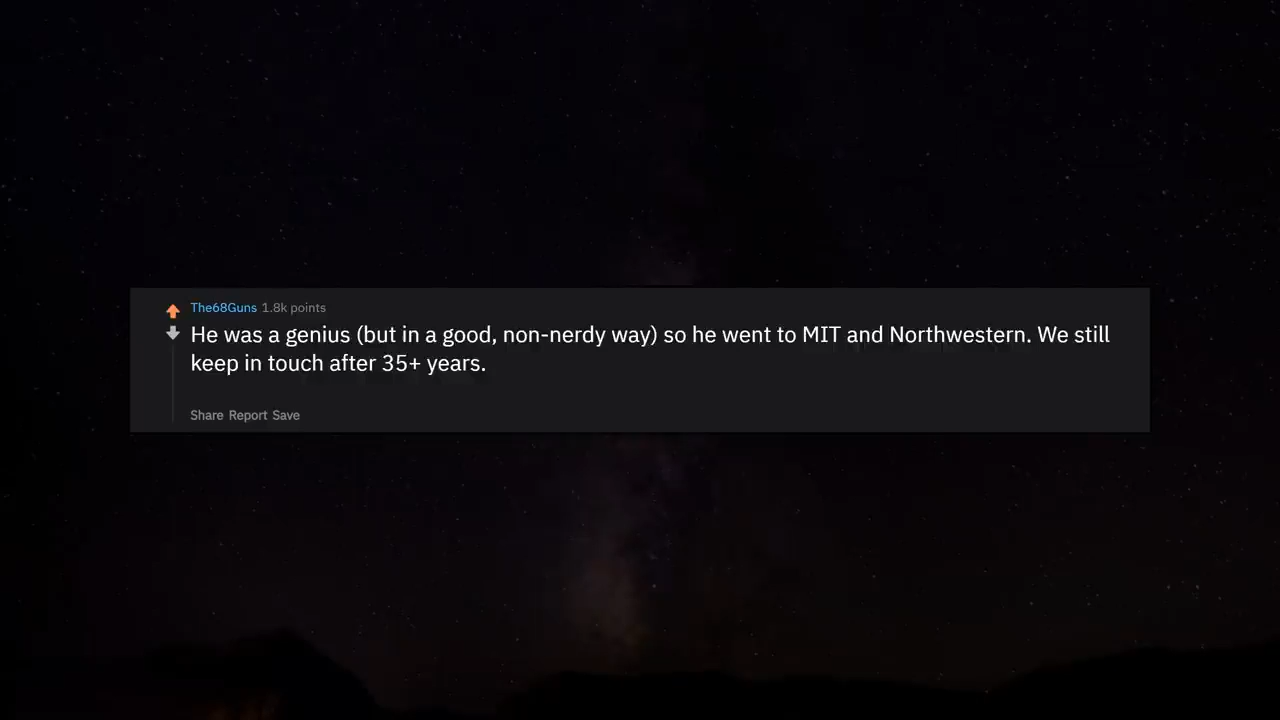 The68Guns 1.8k points
He was a genius (but in a good, non-nerdy way) so he went to MIT and Northwestern. We still
keep in touch after 35+ years.
Share Report Save